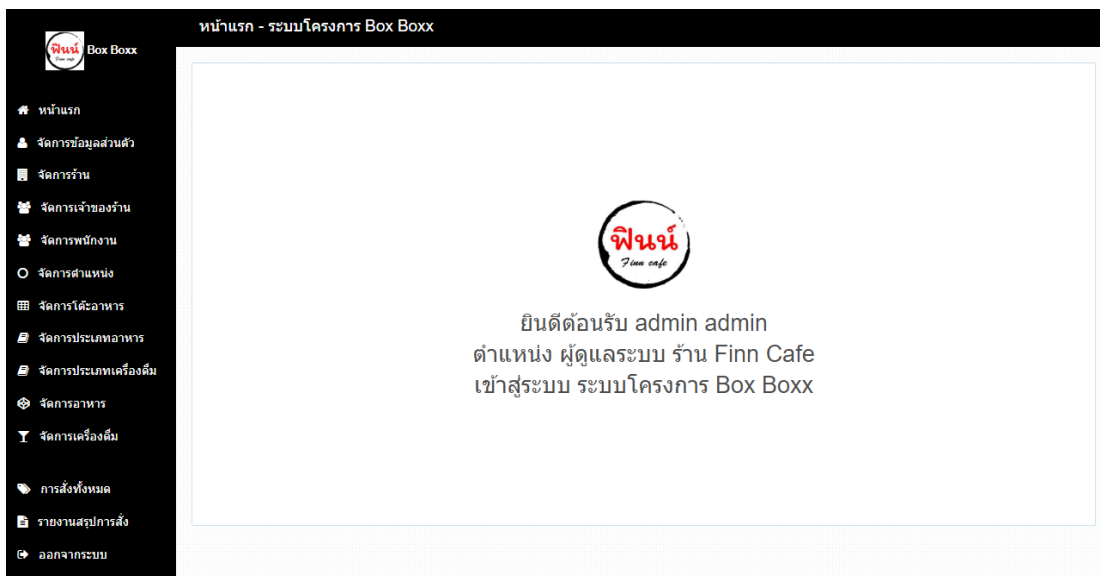 หน้าแรก - ระบบโครงการ Box Boxx
ฟินน์
Finn cafe
Box Boxx
หน้าแรก
จัดการข้อมูลส่วนตัว
จัดการร้าน
จัดการเจ้าของร้าน
จัดการพนักงาน
จัดการตำแหน่ง
จัดการโต๊ะอาหาร
จัดการประเภทอาหาร
จัดการประเภทเครื่องดื่ม
จัดการอาหาร
จัดการเครื่องดื่ม
การสั่งทั้งหมด
รายงานสรุปการสั่ง
ออกจากระบบ
ฟินน์
Finn cafe
ยินดีต้อนรับ admin admin
ตำแหน่ง ผู้ดูแลระบบ ร้าน Finn Cafe
เข้าสู่ระบบ ระบบโครงการ Box Boxx